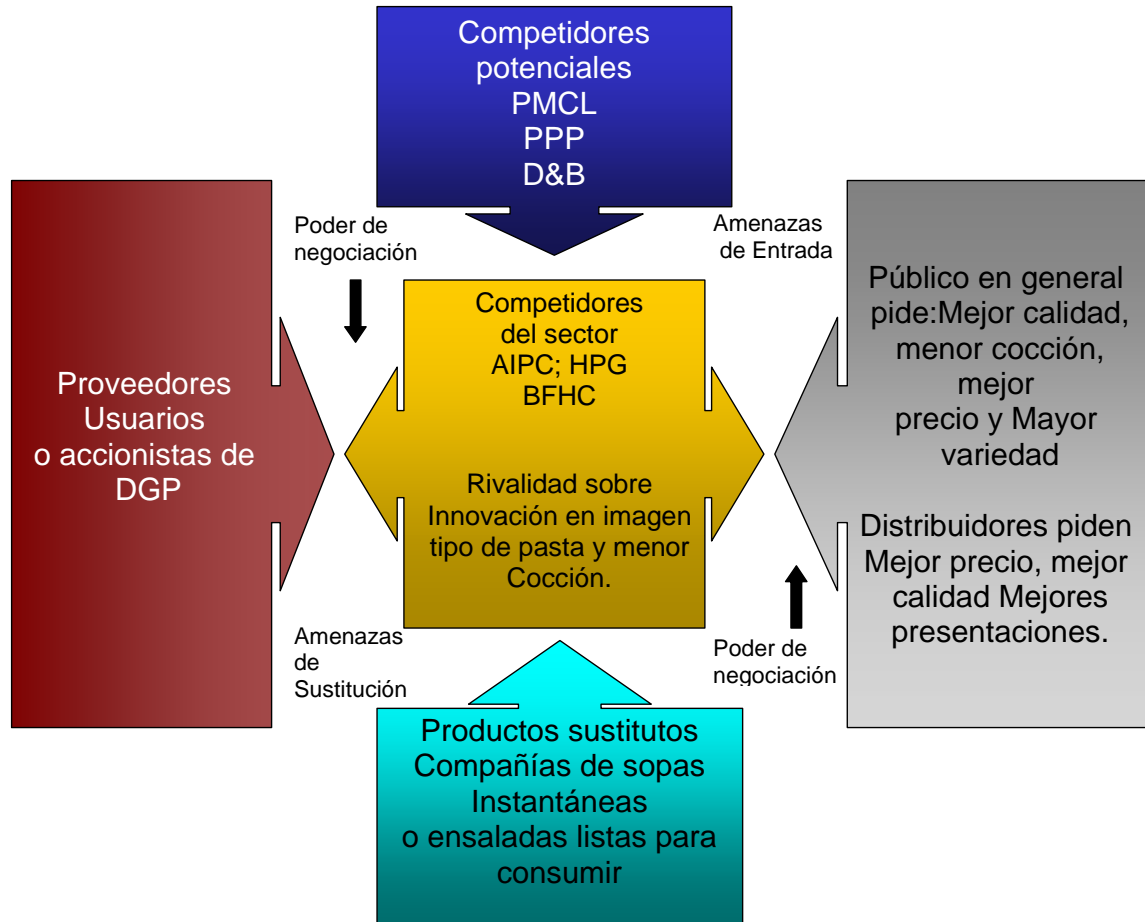 Competidores
potenciales
PMCL
PPP
D&B
Poder de
negociación
Amenazas
de Entrada
Proveedores
Usuarios
o accionistas de
DGP
Competidores
del sector
AIPC; HPG
BFHC
Rivalidad sobre
Innovación en imagen
tipo de pasta y menor
Cocción.
Público en general
pide:Mejor calidad,
menor cocción,
mejor
precio y Mayor
variedad
Distribuidores piden
Mejor precio, mejor
calidad Mejores
presentaciones.
Amenazas
de
Sustitución
Poder de
negociación
Productos sustitutos
Compañías de sopas
Instantáneas
o ensaladas listas para
consumir